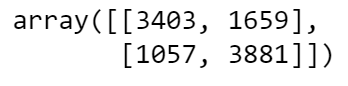 array([[3403, 1659],
       [1057, 3881]])